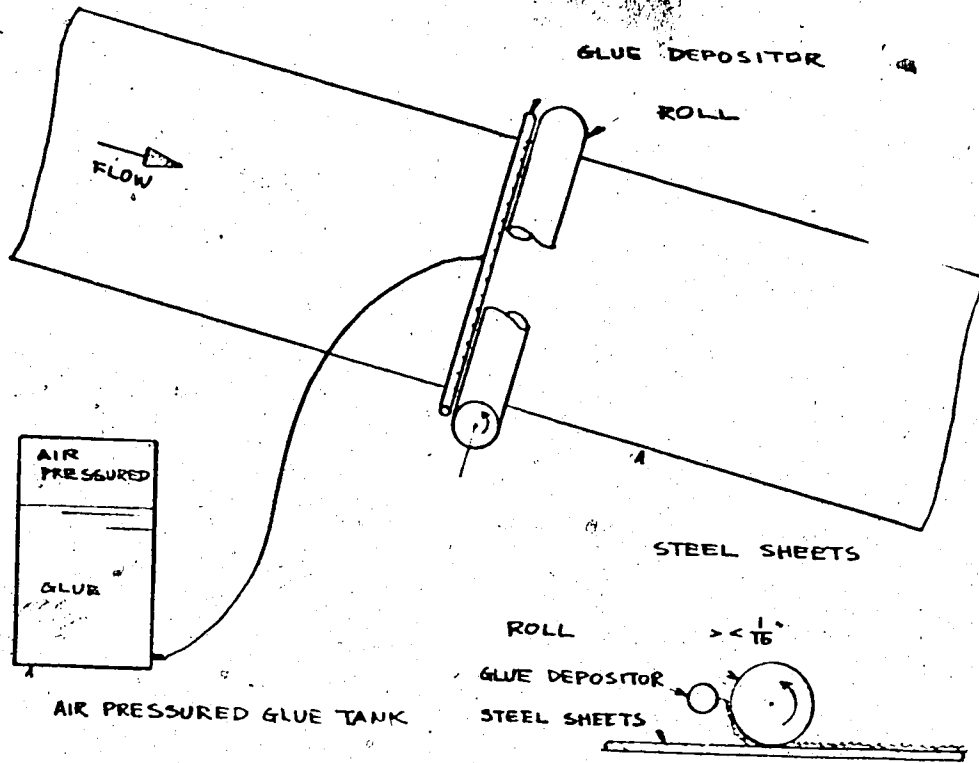 GLUE DEPOSITOR
ROLL
FLOW
AIR
PRESSURED
GLUE
STEEL SHEETS
AIR PRESSURED GLUE TANK
ROLL
> < 1/16"
GLUE DEPOSITOR
STEEL SHEETS